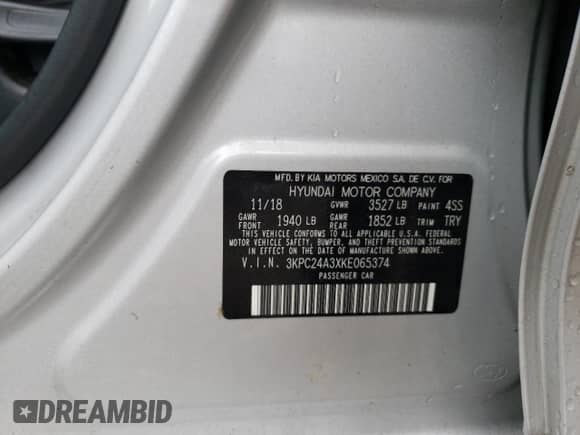 MFD. BY KIA MOTORS MEXICO S.A. DE C.V. FOR
HYUNDAI MOTOR COMPANY
11/18 GVWR 3527 LB PAINT 4SS
GAWR FRONT 1940 LB GAWR REAR 1852 LB TRIM TRY
THIS VEHICLE CONFORMS TO ALL APPLICABLE U.S.A. FEDERAL
MOTOR VEHICLE SAFETY, BUMPER, AND THEFT PREVENTION STANDARDS
IN EFFECT ON THE DATE OF MANUFACTURE SHOWN ABOVE.
V.I.N. 3KPC24A3XKE065374
PASSENGER CAR
DREAMBID